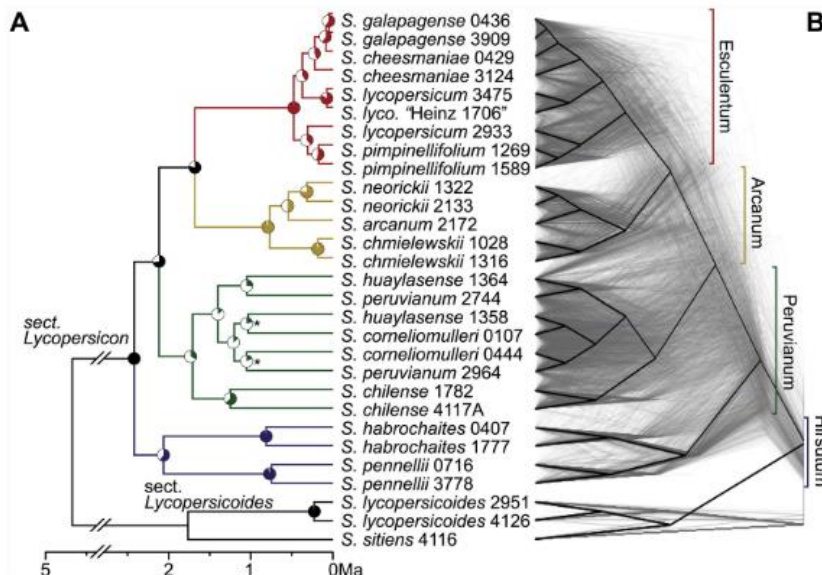 A
B
S. galapagense 0436
S. galapagense 3909
S. cheesmaniae 0429
S. cheesmaniae 3124
S. lycopersicum 3475
S. lyco. "Heinz 1706"
S. lycopersicum 2933
S. pimpinellifolium 1269
S. pimpinellifolium 1589
S. neorickii 1322
S. neorickii 2133
S. arcanum 2172
S. chmielewskii 1028
S. chmielewskii 1316
S. huaylasense 1364
S. peruvianum 2744
S. huaylasense 1358
S. corneliomulleri 0107
S. corneliomulleri 0444
S. peruvianum 2964
S. chilense 1782
S. chilense 4117A
S. habrochaites 0407
S. habrochaites 1777
S. pennellii 0716
S. pennellii 3778
S. lycopersicoides 2951
S. lycopersicoides 4126
S. sitiens 4116
sect.
Lycopersicon
sect.
Lycopersicoides
*
*
5 2 1 0Ma
Esculentum
Arcanum
Peruvianum
Hirsutum